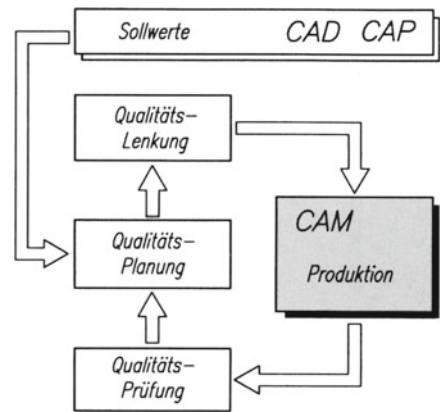 Sollwerte CAD CAP
Qualitäts-
Lenkung
Qualitäts-
Planung
CAM
Produktion
Qualitäts-
Prüfung